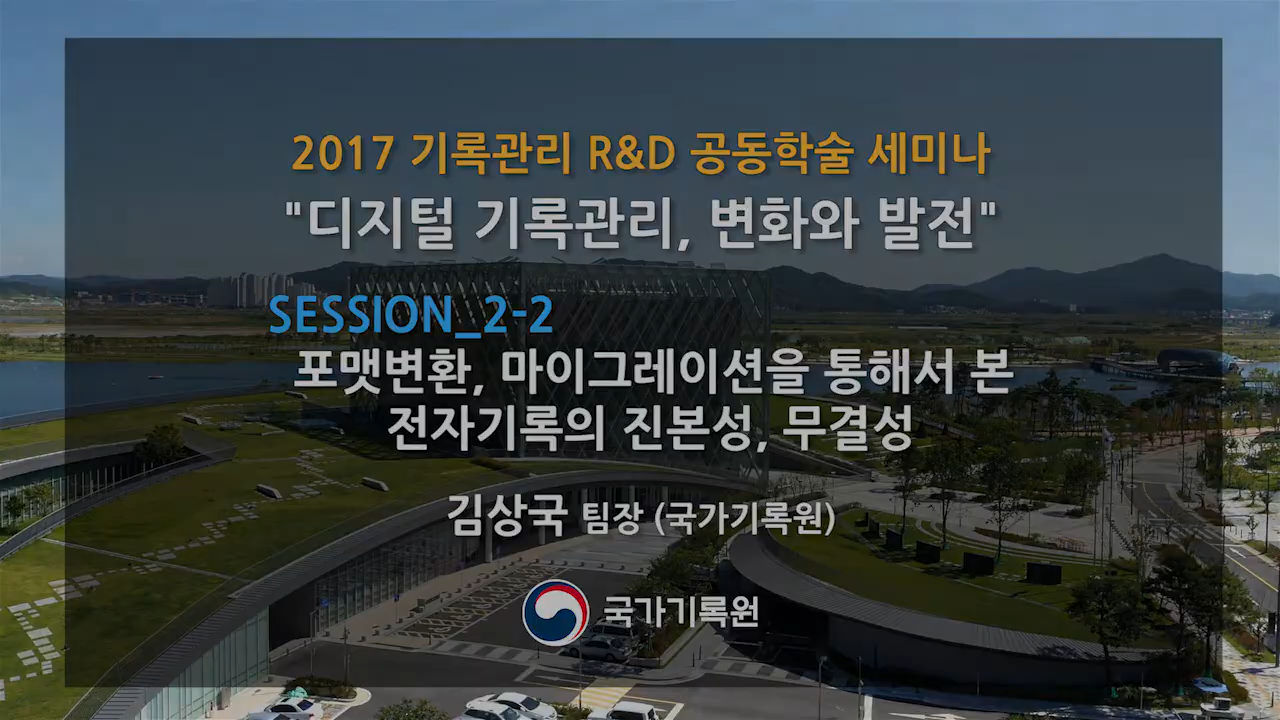 2017 기록관리 R&D 공동학술 세미나
"디지털 기록관리, 변화와 발전"
SESSION_2-2
포맷변환, 마이그레이션을 통해서 본
전자기록의 진본성, 무결성
김상국 팀장 (국가기록원)
국가기록원